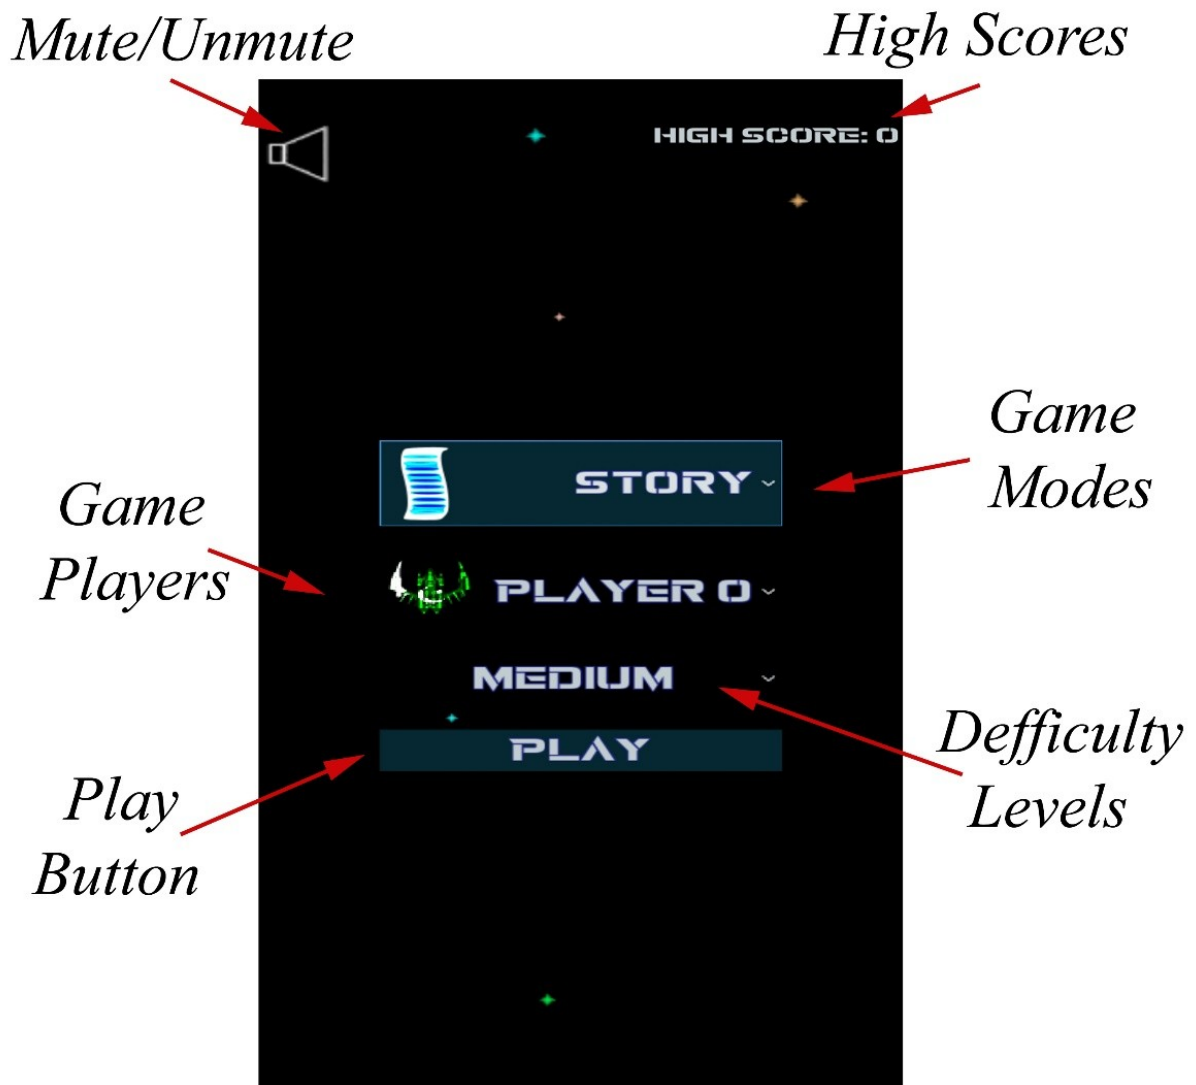 Mute/Unmute
High Scores
HIGH SCORE: 0
Game
Modes
STORY
Game
Players
PLAYER 0
MEDIUM
Defficulty
Levels
PLAY
Play
Button